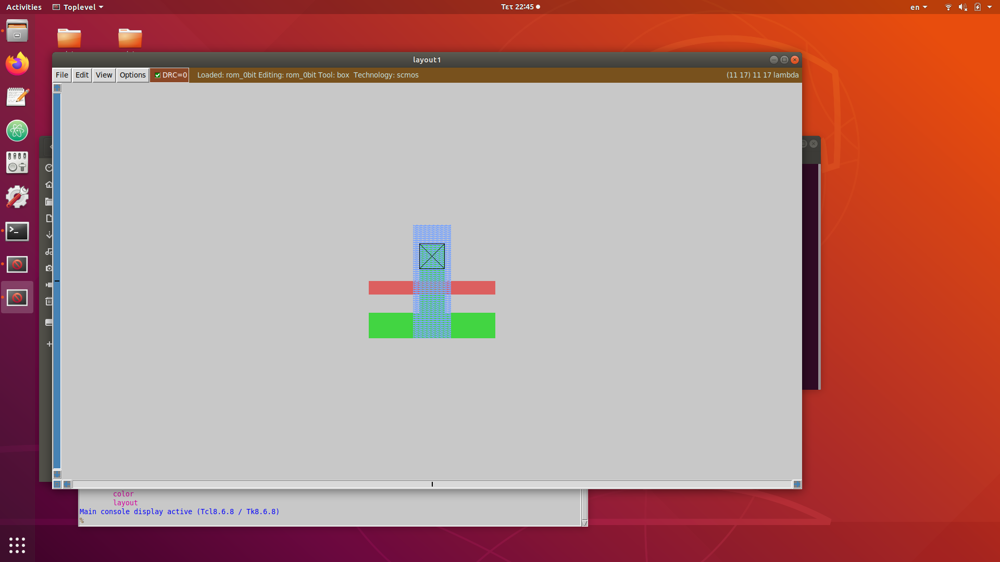 Activities Toplevel Τετ 22:45 en
layout1
File Edit View Options DRC=0 Loaded: rom_0bit Editing: rom_0bit Tool: box Technology: scmos (11 17) 11 17 lambda
color
layout
Main console display active (Tcl8.6.8 / Tk8.6.8)
%